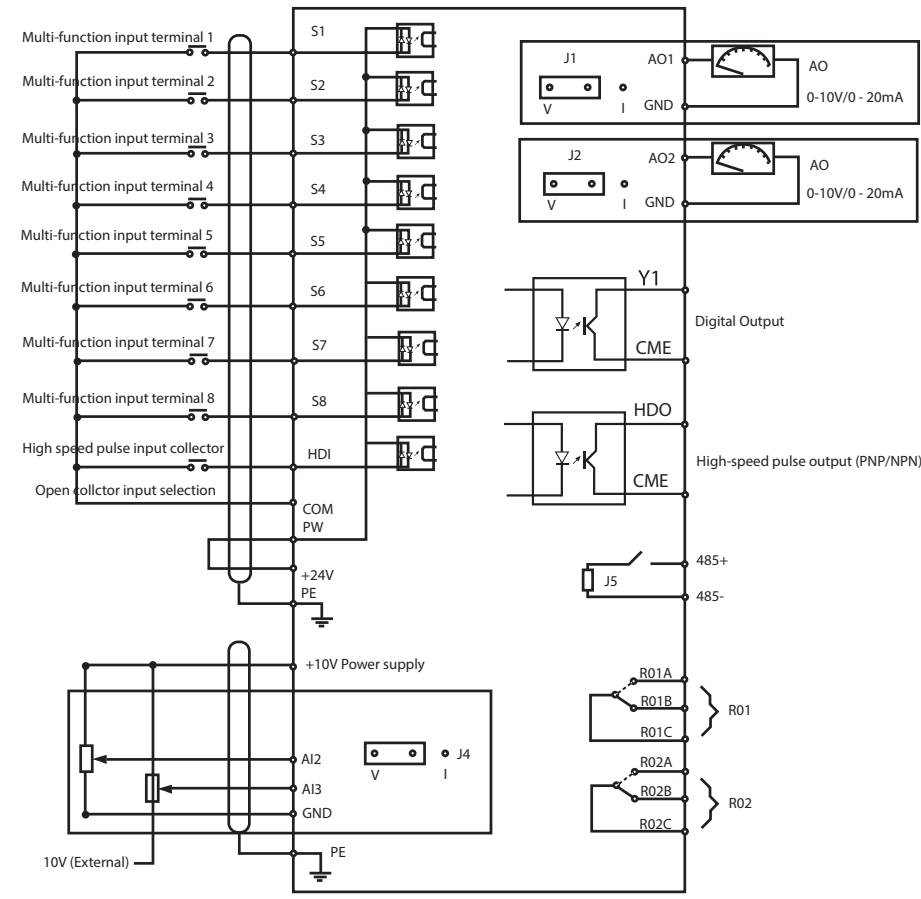 Multi-function input terminal 1
Multi-function input terminal 2
Multi-function input terminal 3
Multi-function input terminal 4
Multi-function input terminal 5
Multi-function input terminal 6
Multi-function input terminal 7
Multi-function input terminal 8
High speed pulse input collector
Open collctor input selection
S1
S2
S3
S4
S5
S6
S7
S8
HDI
COM
PW
+24V
PE
+10V Power supply
AI2
AI3
GND
PE
10V (External)
V
I
J4
J1
V
I
AO1
GND
AO
0-10V/0 - 20mA
J2
V
I
AO2
GND
AO
0-10V/0 - 20mA
Y1
CME
Digital Output
HDO
CME
High-speed pulse output (PNP/NPN)
J5
485+
485-
R01A
R01B
R01C
R01
R02A
R02B
R02C
R02